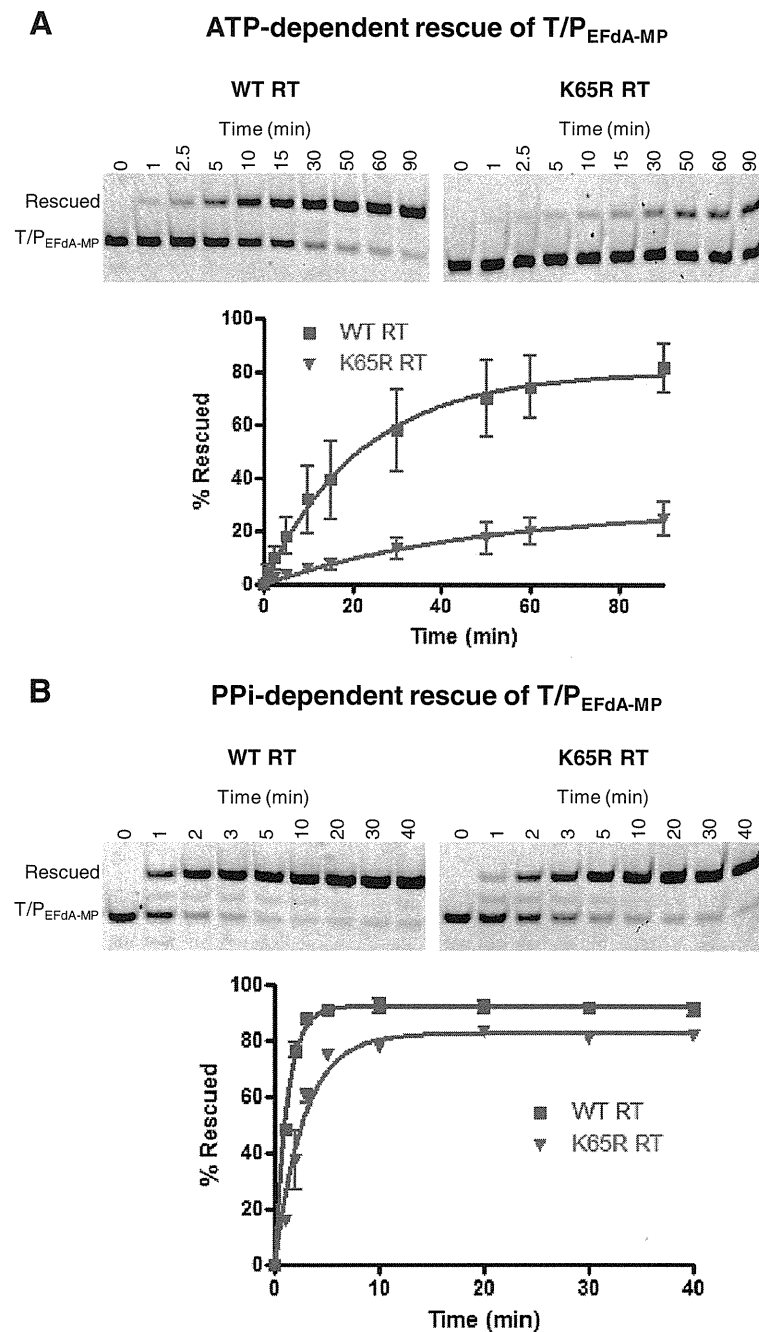 A
ATP-dependent rescue of T/PEFdA-MP
WT RT
K65R RT
Time (min)
Time (min)
0 1 2.5 5 10 15 30 50 60 90
0 1 2.5 5 10 15 30 50 60 90
Rescued
T/PEFdA-MP
% Rescued
100
80
60
40
20
0
WT RT
K65R RT
0 20 40 60 80
Time (min)
B
PPi-dependent rescue of T/PEFdA-MP
WT RT
K65R RT
Time (min)
Time (min)
0 1 2 3 5 10 20 30 40
0 1 2 3 5 10 20 30 40
Rescued
T/PEFdA-MP
% Rescued
100
80
60
40
20
0
WT RT
K65R RT
0 10 20 30 40
Time (min)